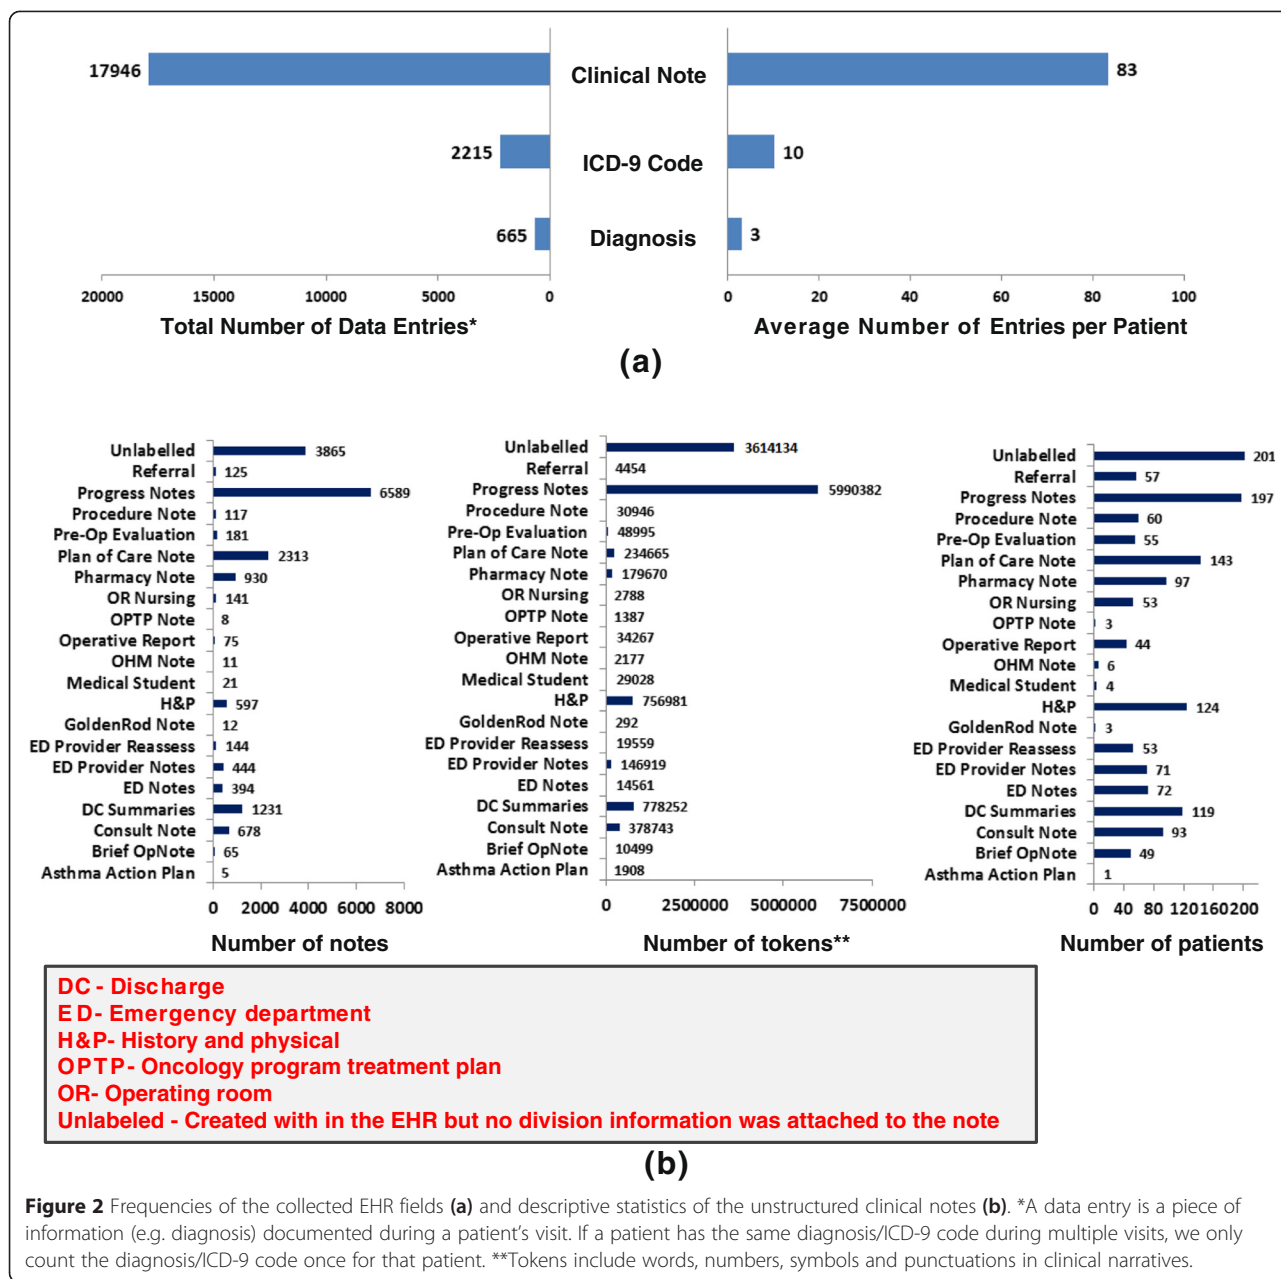 17946 Clinical Note 83
2215 ICD-9 Code 10
665 Diagnosis 3
20000 15000 10000 5000 0 0 20 40 60 80 100
Total Number of Data Entries* Average Number of Entries per Patient
(a)
Unlabelled 3865
Referral 125
Progress Notes 6589
Procedure Note 117
Pre-Op Evaluation 181
Plan of Care Note 2313
Pharmacy Note 930
OR Nursing 141
OPTP Note 8
Operative Report 75
OHM Note 11
Medical Student 21
H&P 597
GoldenRod Note 12
ED Provider Reassess 144
ED Provider Notes 444
ED Notes 394
DC Summaries 1231
Consult Note 678
Brief OpNote 65
Asthma Action Plan 5
0 2000 4000 6000 8000
Number of notes
Unlabelled 3614134
Referral 4454
Progress Notes 5990382
Procedure Note 30946
Pre-Op Evaluation 48995
Plan of Care Note 234665
Pharmacy Note 179670
OR Nursing 2788
OPTP Note 1387
Operative Report 34267
OHM Note 2177
Medical Student 29028
H&P 756981
GoldenRod Note 292
ED Provider Reassess 19559
ED Provider Notes 146919
ED Notes 14561
DC Summaries 778252
Consult Note 378743
Brief OpNote 10499
Asthma Action Plan 1908
0 2500000 5000000 7500000
Number of tokens**
Unlabelled 201
Referral 57
Progress Notes 197
Procedure Note 60
Pre-Op Evaluation 55
Plan of Care Note 143
Pharmacy Note 97
OR Nursing 53
OPTP Note 3
Operative Report 44
OHM Note 6
Medical Student 4
H&P 124
GoldenRod Note 3
ED Provider Reassess 53
ED Provider Notes 71
ED Notes 72
DC Summaries 119
Consult Note 93
Brief OpNote 49
Asthma Action Plan 1
0 40 80 120 160 200
Number of patients
DC - Discharge
ED- Emergency department
H&P- History and physical
OPTP- Oncology program treatment plan
OR- Operating room
Unlabeled - Created with in the EHR but no division information was attached to the note
(b)
Figure 2 Frequencies of the collected EHR fields (a) and descriptive statistics of the unstructured clinical notes (b). *A data entry is a piece of
information (e.g. diagnosis) documented during a patient's visit. If a patient has the same diagnosis/ICD-9 code during multiple visits, we only
count the diagnosis/ICD-9 code once for that patient. **Tokens include words, numbers, symbols and punctuations in clinical narratives.